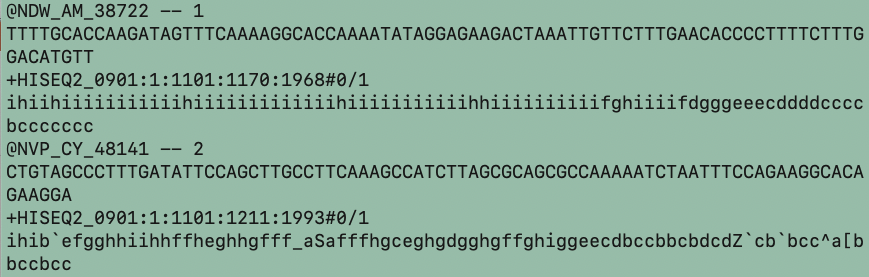 @NDW_AM_38722 –– 1
TTTTGCACCAAGATAGTTTCAAAAGGCACCAAAATATAGGAGAAGACTAAATTGTTCTTTGAACACCCCTTTTCTTTG
GACATGTT
+HISEQ2_0901:1:1101:1170:1968#0/1
ihiihiiiiiiiiiiihiiiiiiiiiiiiihiiiiiiiiiiihhiiiiiiiiiifghiiiifdgggeeecddddcccc
bccccccc
@NVP_CY_48141 –– 2
CTGTAGCCCTTTGATATTCCAGCTTGCCTTCAAAGCCATCTTAGCGCAGCGCCAAAAATCTAATTTCCAGAAGGCACA
GAAGGA
+HISEQ2_0901:1:1101:1211:1993#0/1
ihib`efgghhiihhffheghhgfff_aSafffhgceghgdgghgffghiggeecdbccbbcbdcdZ`cb`bcc^a[b
bccbcc